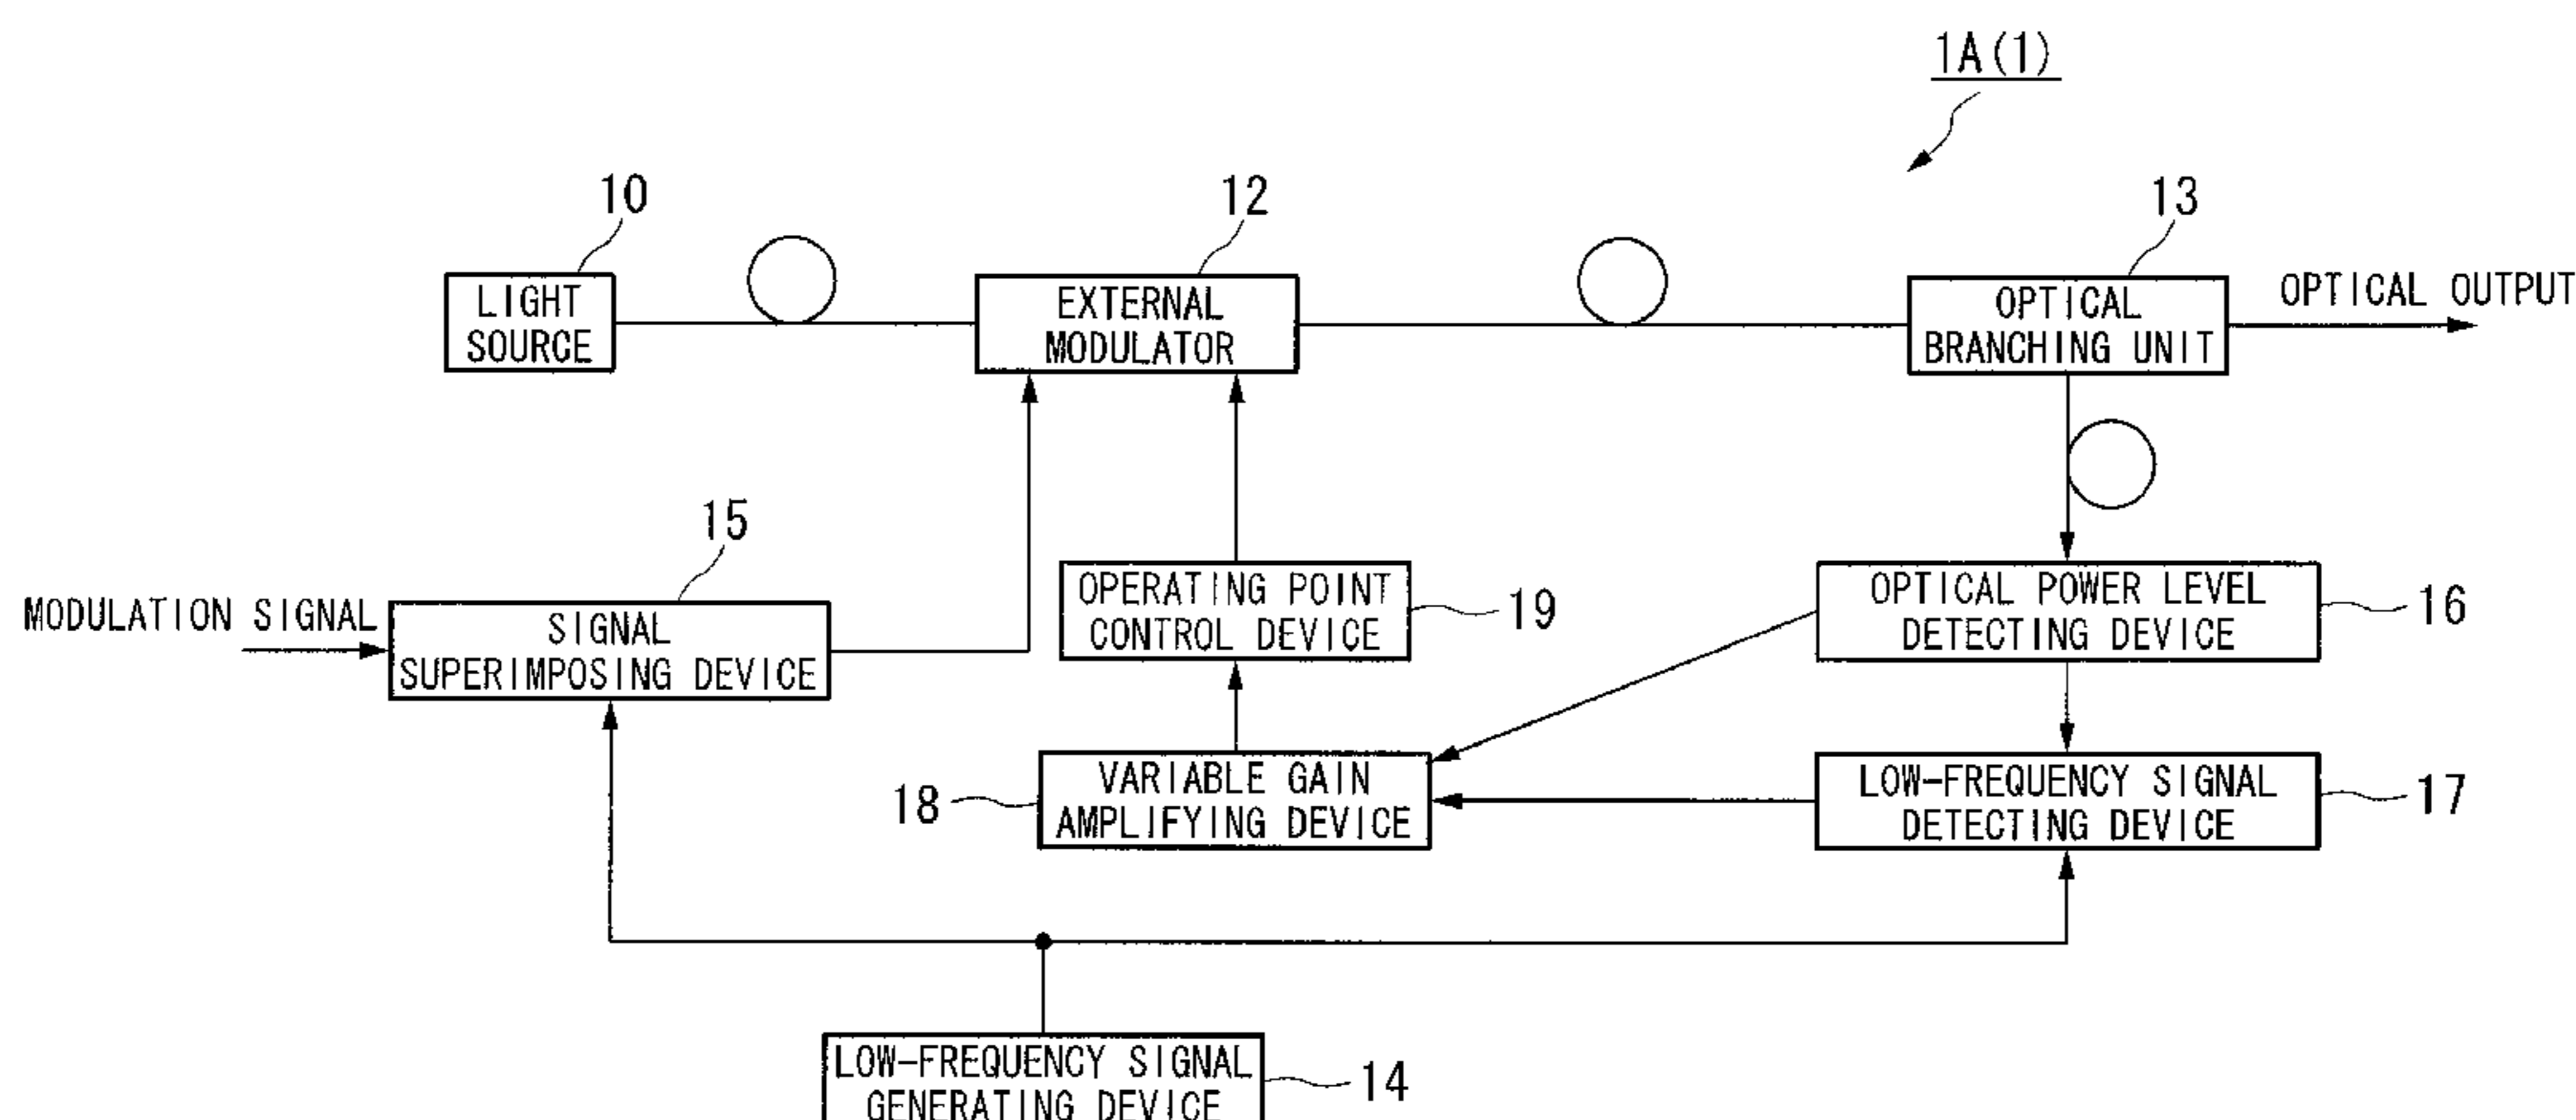 1A(1)
10
12
13
LIGHT
SOURCE
EXTERNAL
MODULATOR
OPTICAL
BRANCHING UNIT
OPTICAL OUTPUT
15
MODULATION SIGNAL
SIGNAL
SUPERIMPOSING DEVICE
OPERATING POINT
CONTROL DEVICE
19
OPTICAL POWER LEVEL
DETECTING DEVICE
16
18
VARIABLE GAIN
AMPLIFYING DEVICE
LOW-FREQUENCY SIGNAL
DETECTING DEVICE
17
LOW-FREQUENCY SIGNAL
GENERATING DEVICE
14